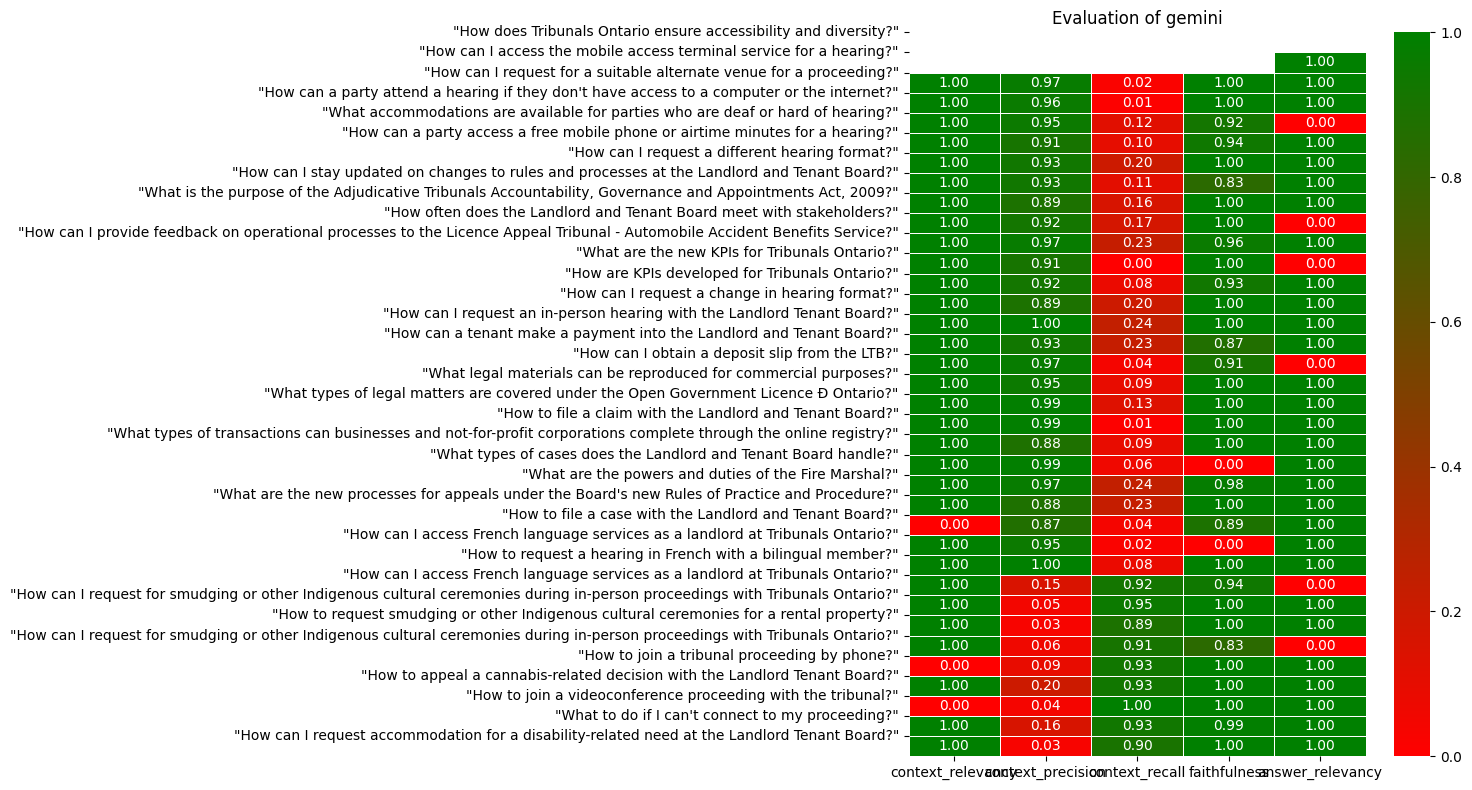 Evaluation of gemini
"How does Tribunals Ontario ensure accessibility and diversity?"
"How can I access the mobile access terminal service for a hearing?"
1.00
"How can I request for a suitable alternate venue for a proceeding?"
1.00 0.97 0.02 1.00 1.00
"How can a party attend a hearing if they don't have access to a computer or the internet?"
1.00 0.96 0.01 1.00 1.00
"What accommodations are available for parties who are deaf or hard of hearing?"
1.00 0.95 0.12 0.92 0.00
"How can a party access a free mobile phone or airtime minutes for a hearing?"
1.00 0.91 0.10 0.94 1.00
"How can I request a different hearing format?"
1.00 0.93 0.20 1.00 1.00
"How can I stay updated on changes to rules and processes at the Landlord and Tenant Board?"
1.00 0.93 0.11 0.83 1.00
"What is the purpose of the Adjudicative Tribunals Accountability, Governance and Appointments Act, 2009?"
1.00 0.89 0.16 1.00 1.00
"How often does the Landlord and Tenant Board meet with stakeholders?"
1.00 0.92 0.17 1.00 0.00
"How can I provide feedback on operational processes to the Licence Appeal Tribunal - Automobile Accident Benefits Service?"
1.00 0.97 0.23 0.96 1.00
"What are the new KPIs for Tribunals Ontario?"
1.00 0.91 0.00 1.00 0.00
"How are KPIs developed for Tribunals Ontario?"
1.00 0.92 0.08 0.93 1.00
"How can I request a change in hearing format?"
1.00 0.89 0.20 1.00 1.00
"How can I request an in-person hearing with the Landlord Tenant Board?"
1.00 1.00 0.24 1.00 1.00
"How can a tenant make a payment into the Landlord and Tenant Board?"
1.00 0.93 0.23 0.87 1.00
"How can I obtain a deposit slip from the LTB?"
1.00 0.97 0.04 0.91 0.00
"What legal materials can be reproduced for commercial purposes?"
1.00 0.95 0.09 1.00 1.00
"What types of legal matters are covered under the Open Government Licence Ð Ontario?"
1.00 0.99 0.13 1.00 1.00
"How to file a claim with the Landlord and Tenant Board?"
1.00 0.99 0.01 1.00 1.00
"What types of transactions can businesses and not-for-profit corporations complete through the online registry?"
1.00 0.88 0.09 1.00 1.00
"What types of cases does the Landlord and Tenant Board handle?"
1.00 0.99 0.06 0.00 1.00
"What are the powers and duties of the Fire Marshal?"
1.00 0.97 0.24 0.98 1.00
"What are the new processes for appeals under the Board's new Rules of Practice and Procedure?"
1.00 0.88 0.23 1.00 1.00
"How to file a case with the Landlord and Tenant Board?"
0.00 0.87 0.04 0.89 1.00
"How can I access French language services as a landlord at Tribunals Ontario?"
1.00 0.95 0.02 0.00 1.00
"How to request a hearing in French with a bilingual member?"
1.00 1.00 0.08 1.00 1.00
"How can I access French language services as a landlord at Tribunals Ontario?"
1.00 0.15 0.92 0.94 0.00
"How can I request for smudging or other Indigenous cultural ceremonies during in-person proceedings with Tribunals Ontario?"
1.00 0.05 0.95 1.00 1.00
"How to request smudging or other Indigenous cultural ceremonies for a rental property?"
1.00 0.03 0.89 1.00 1.00
"How can I request for smudging or other Indigenous cultural ceremonies during in-person proceedings with Tribunals Ontario?"
1.00 0.06 0.91 0.83 0.00
"How to join a tribunal proceeding by phone?"
0.00 0.09 0.93 1.00 1.00
"How to appeal a cannabis-related decision with the Landlord Tenant Board?"
1.00 0.20 0.93 1.00 1.00
"How to join a videoconference proceeding with the tribunal?"
0.00 0.04 1.00 1.00 1.00
"What to do if I can't connect to my proceeding?"
1.00 0.16 0.93 0.99 1.00
"How can I request accommodation for a disability-related need at the Landlord Tenant Board?"
1.00 0.03 0.90 1.00 1.00
context_relevancy context_precision context_recall faithfulness answer_relevancy
1.0
0.8
0.6
0.4
0.2
0.0